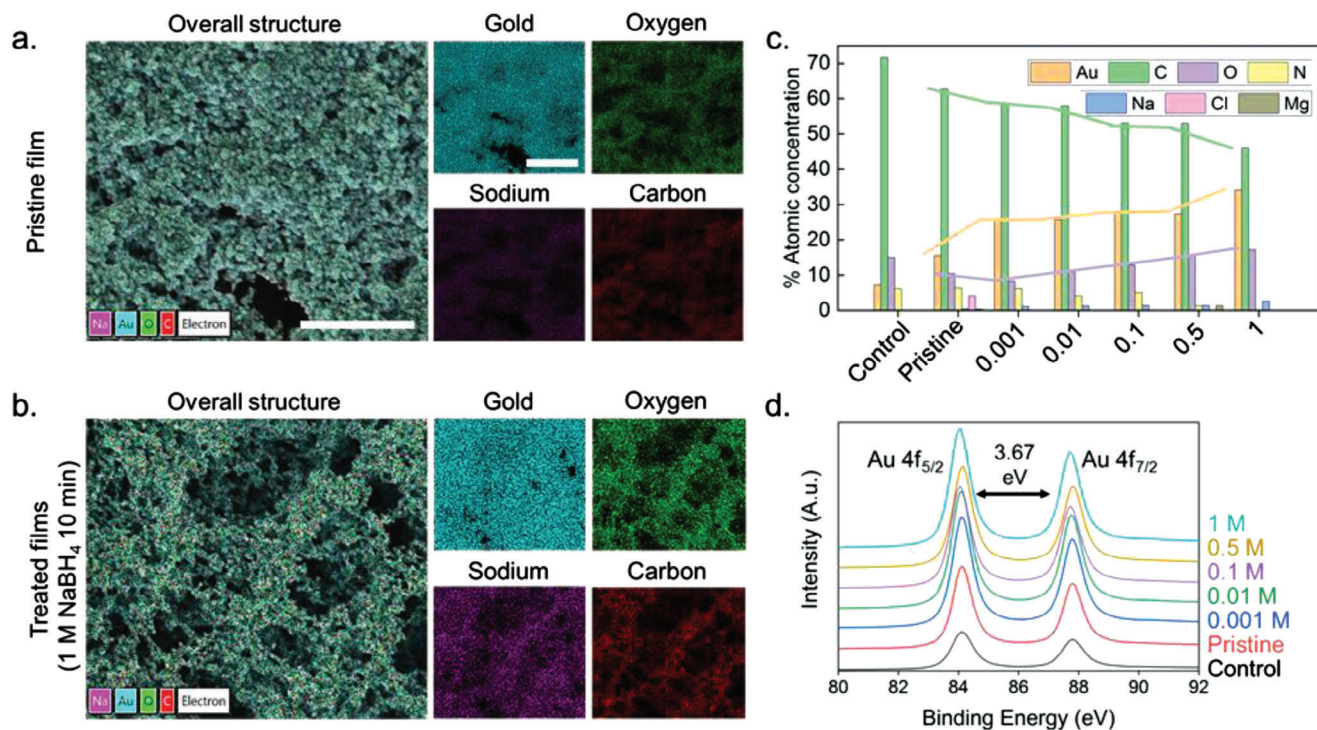 a.
Overall structure
Gold
Oxygen
Pristine film
Sodium
Carbon
Na Au O C Electron
b.
Overall structure
Gold
Oxygen
Treated films
(1 M NaBH₄ 10 min)
Sodium
Carbon
Na Au O C Electron
c.
% Atomic concentration
70
60
50
40
30
20
10
0
Au C O N
Na Cl Mg
Control Pristine 0.001 0.01 0.1 0.5 1
d.
Intensity (A.u.)
Au 4f₅/₂
3.67
eV
Au 4f₇/₂
1 M
0.5 M
0.1 M
0.01 M
0.001 M
Pristine
Control
80 82 84 86 88 90 92
Binding Energy (eV)